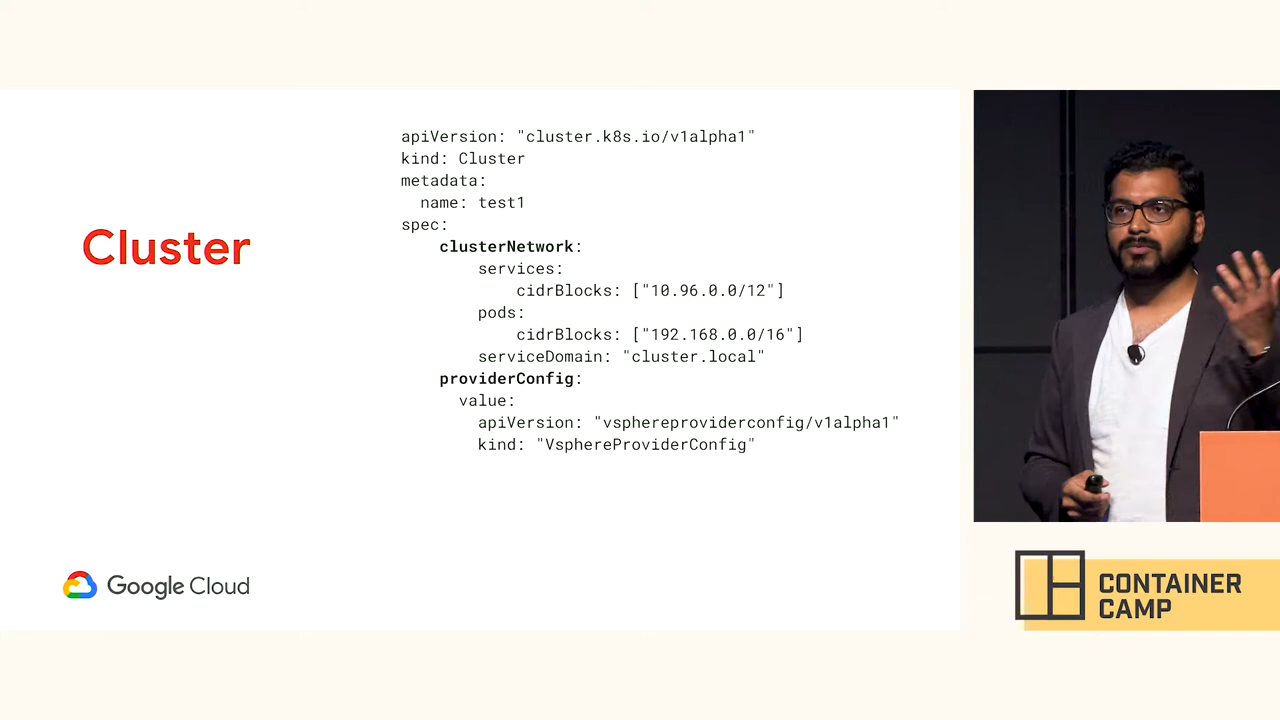 Cluster
apiVersion: "cluster.k8s.io/v1alpha1"
kind: Cluster
metadata:
  name: test1
spec:
    clusterNetwork:
        services:
            cidrBlocks: ["10.96.0.0/12"]
        pods:
            cidrBlocks: ["192.168.0.0/16"]
        serviceDomain: "cluster.local"
    providerConfig:
      value:
        apiVersion: "vsphereproviderconfig/v1alpha1"
        kind: "VsphereProviderConfig"
Google Cloud
CONTAINER
CAMP